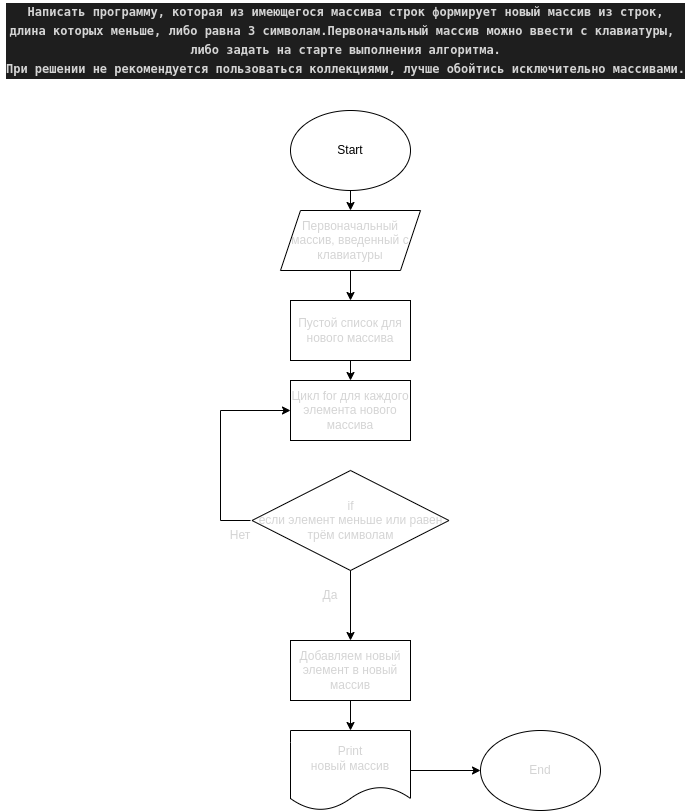 Написать программу, которая из имеющегося массива строк формирует новый массив из строк,
длина которых меньше, либо равна 3 символам.Первоначальный массив можно ввести с клавиатуры,
либо задать на старте выполнения алгоритма.
При решении не рекомендуется пользоваться коллекциями, лучше обойтись исключительно массивами.
Start
Первоначальный
массив, введенный с
клавиатуры
Пустой список для
нового массива
Цикл for для каждого
элемента нового
массива
if
если элемент меньше или равен
трём символам
Нет
Да
Добавляем новый
элемент в новый
массив
Print
новый массив
End